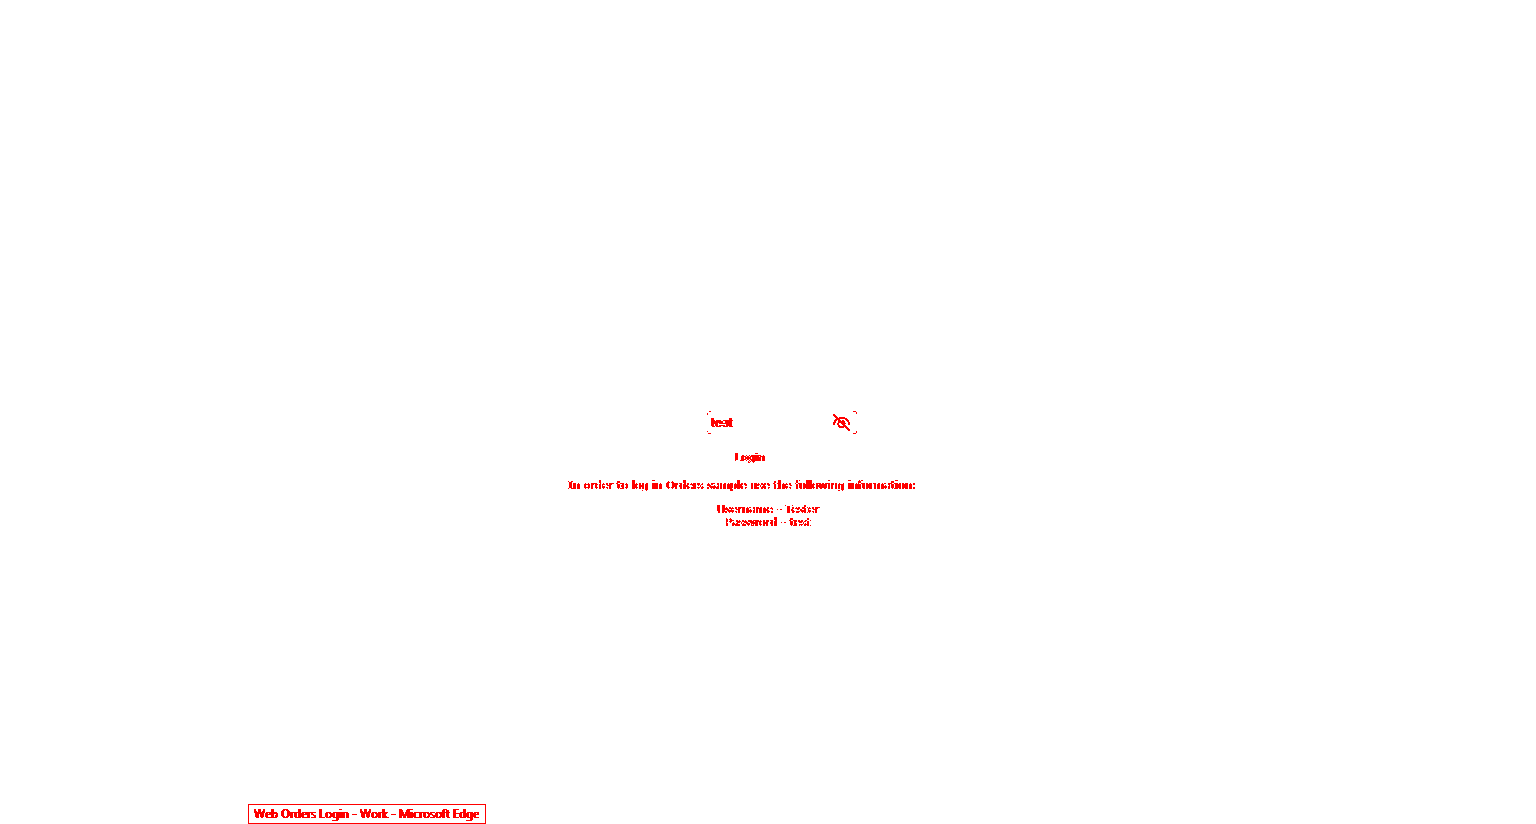 test
Login
In order to log in Orders sample use the following information:
Username - Tester
Password - test
Web Orders Login - Work - Microsoft Edge